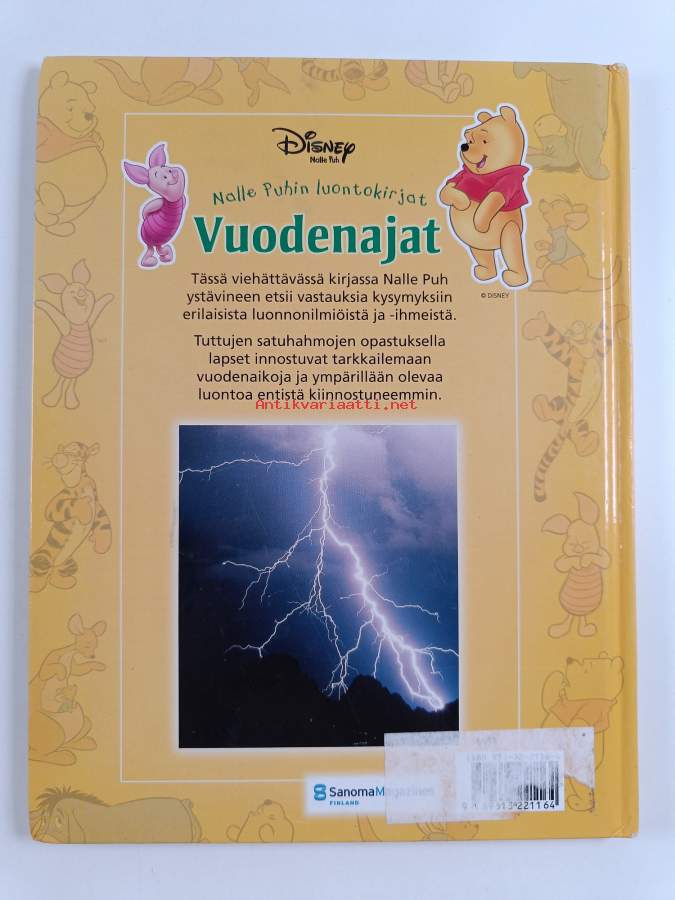 Disney
Nalle Puh
Nalle Puhin luontokirjat
Vuodenajat
© DISNEY
Tässä viehättävässä kirjassa Nalle Puh
ystävineen etsii vastauksia kysymyksiin
erilaisista luonnonilmiöistä ja -ihmeistä.
Tuttujen satuhahmojen opastuksella
lapset innostuvat tarkkailemaan
vuodenaikoja ja ympärillään olevaa
luontoa entistä kiinnostuneemmin.
Antikvariaatti.net
SanomaMagazines
FINLAND